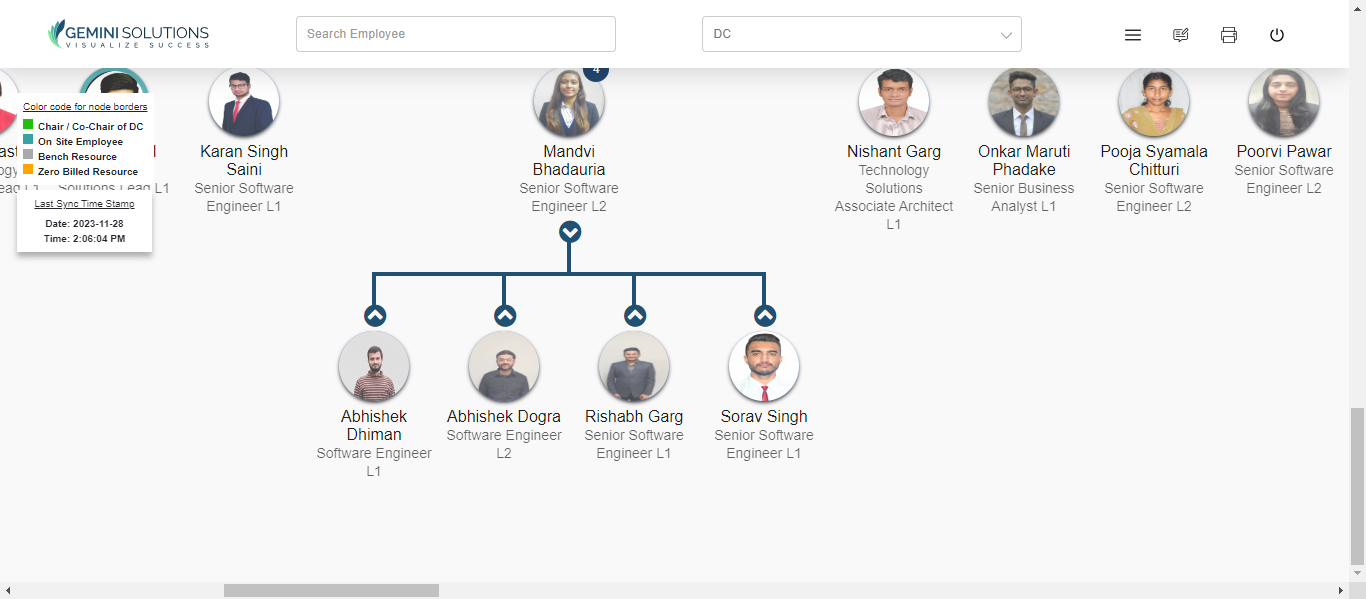 GEMINI SOLUTIONS
VISUALIZE SUCCESS
Search Employee
DC
4
Color code for node borders
Chair / Co-Chair of DC
On Site Employee
Bench Resource
Zero Billed Resource
Solutions Lead L1
Last Sync Time Stamp
Date: 2023-11-28
Time: 2:06:04 PM
Karan Singh
Saini
Senior Software
Engineer L1
Mandvi
Bhadauria
Senior Software
Engineer L2
Nishant Garg
Technology
Solutions
Associate Architect
L1
Onkar Maruti
Phadake
Senior Business
Analyst L1
Pooja Syamala
Chitturi
Senior Software
Engineer L2
Poorvi Pawar
Senior Software
Engineer L2
Abhishek
Dhiman
Software Engineer
L1
Abhishek Dogra
Software Engineer
L2
Rishabh Garg
Senior Software
Engineer L1
Sorav Singh
Senior Software
Engineer L1